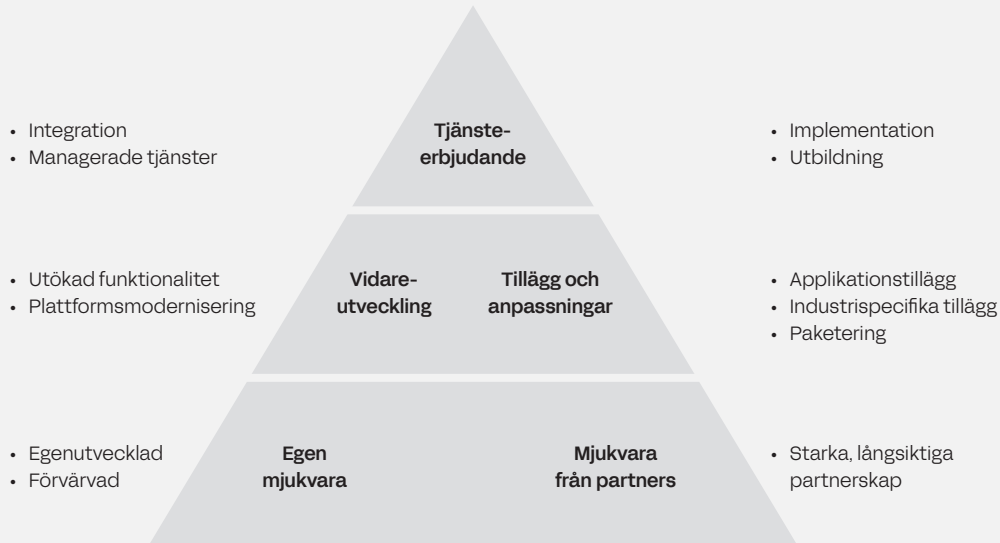 • Integration
• Managerade tjänster
Tjänste-
erbjudande
• Implementation
• Utbildning
• Utökad funktionalitet
• Plattformsmodernisering
Vidare-
utveckling
Tillägg och
anpassningar
• Applikationstillägg
• Industrispecifika tillägg
• Paketering
• Egenutvecklad
• Förvärvad
Egen
mjukvara
Mjukvara
från partners
• Starka, långsiktiga
partnerskap